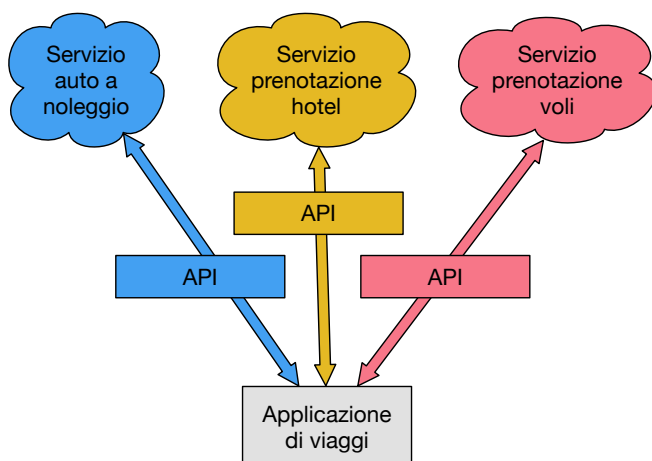 Servizio
auto a
noleggio
Servizio
prenotazione
hotel
Servizio
prenotazione
voli
API
API
API
Applicazione
di viaggi